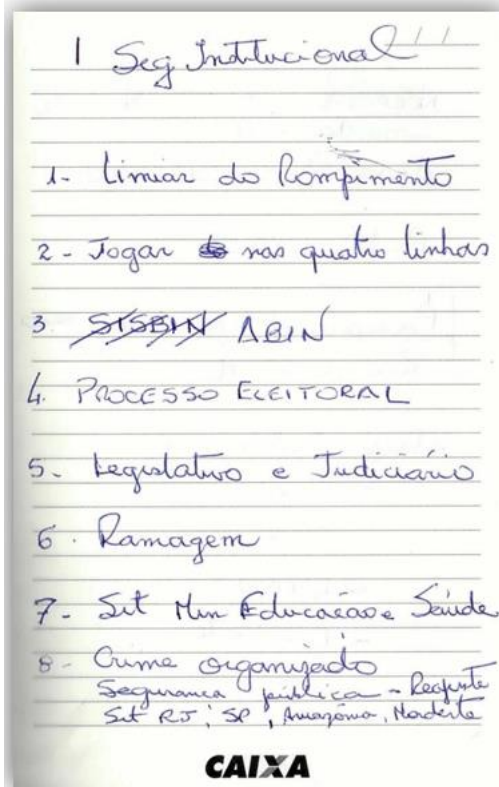 1 Seg Institucional / /
1- Limiar do Rompimento
2- Jogar nas quatro linhas
3. SISBIN ABIN
4. PROCESSO ELEITORAL
5- Legislativo e Judiciário
6. Ramagem
7- Sit Min Educação e Saúde
8- Crime organizado
Segurança pública - Reajuste
Sit RJ, SP, Amazônia, Nordeste
CAIXA